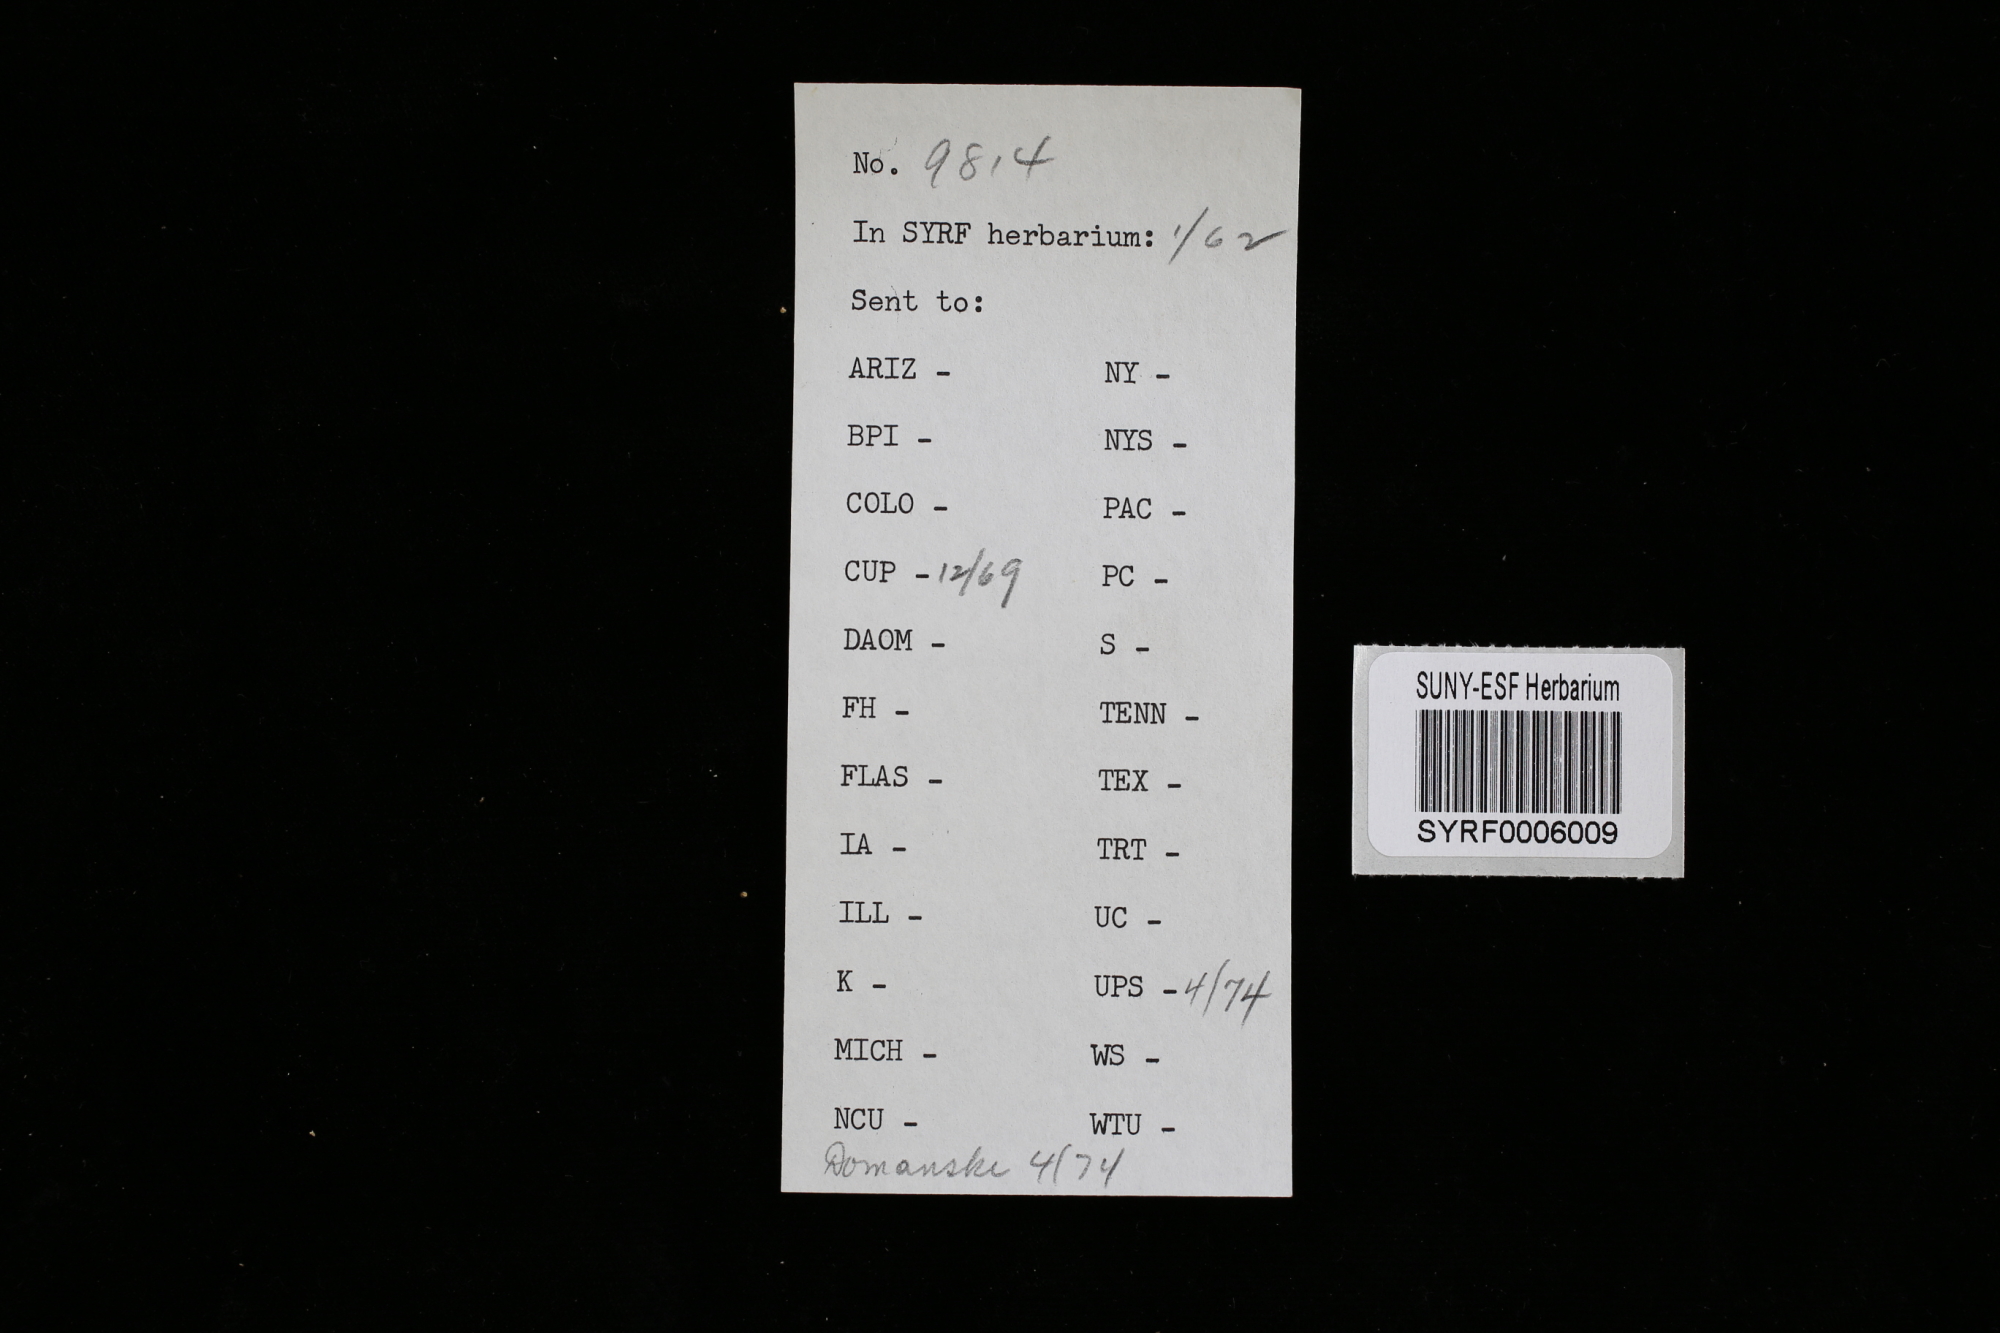 No. 9814
In SYRF herbarium: 1/62
Sent to:
ARIZ -
BPI -
COLO -
CUP - 12/69
DAOM -
FH -
FLAS -
IA -
ILL -
K -
MICH -
NCU -
NY -
NYS -
PAC -
PC -
S -
TENN -
TEX -
TRT -
UC -
UPS - 4/74
WS -
WTU -
Domanski 4/74
SUNY-ESF Herbarium
SYRF0006009